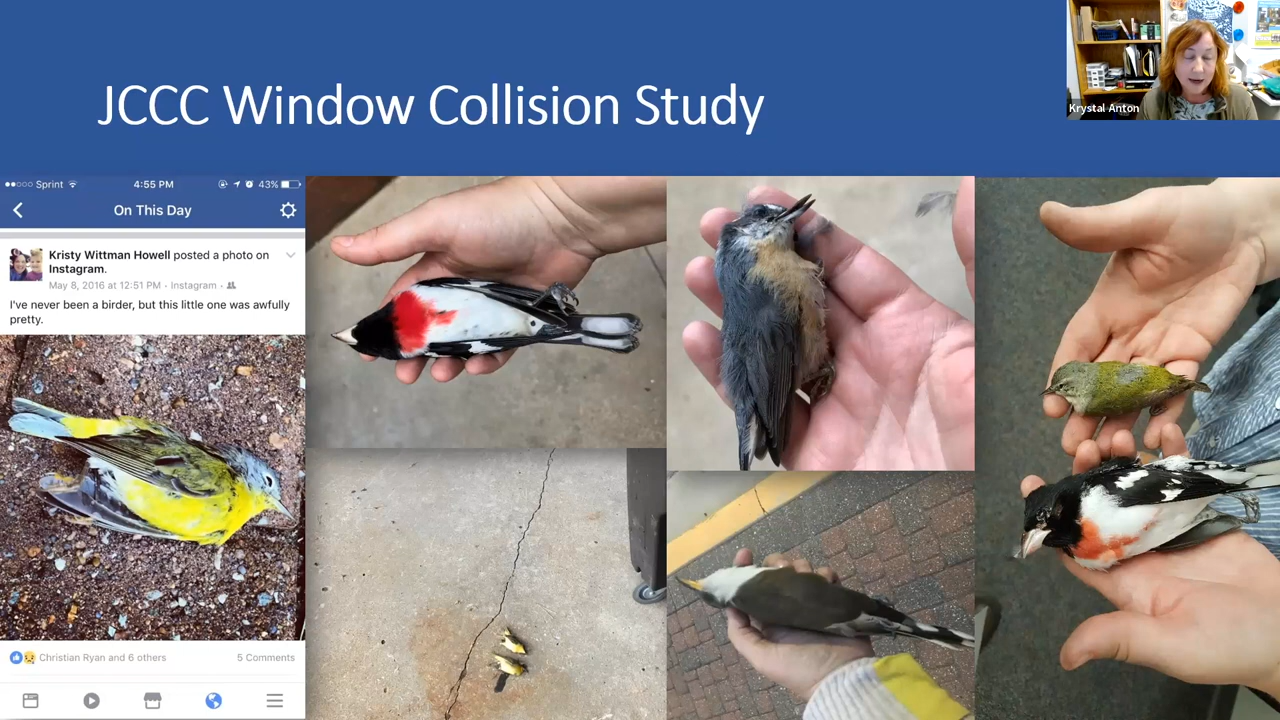 JCCC Window Collision Study
Krystal Anton
Sprint
4:55 PM
43%
On This Day
Kristy Wittman Howell posted a photo on
Instagram.
May 8, 2016 at 12:51 PM · Instagram ·
I've never been a birder, but this little one was awfully
pretty.
Christian Ryan and 6 others
5 Comments